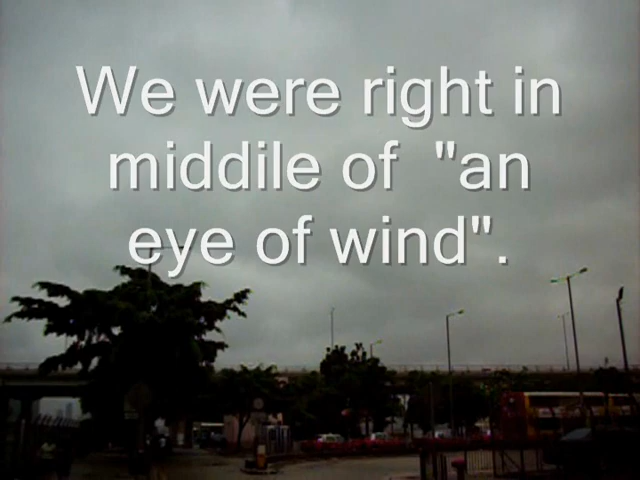 We were right in
middile of  "an
eye of wind".